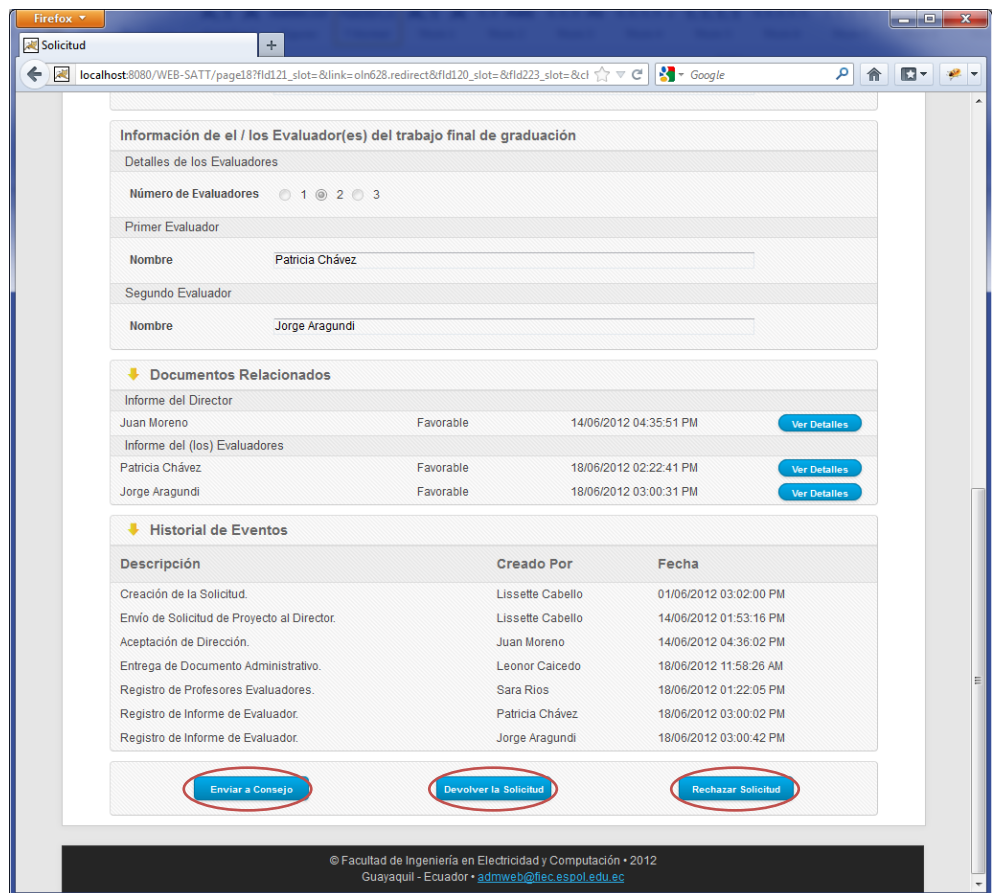 Firefox
Solicitud
localhost:8080/WEB-SATT/page18?fld121_slot=&link=oln628.redirect&fld120_slot=&fld223_slot=&cl
Google
Información de el / los Evaluador(es) del trabajo final de graduación
Detalles de los Evaluadores
Número de Evaluadores 1 2 3
Primer Evaluador
Nombre Patricia Chávez
Segundo Evaluador
Nombre Jorge Aragundi
Documentos Relacionados
Informe del Director
Juan Moreno Favorable 14/06/2012 04:35:51 PM Ver Detalles
Informe del (los) Evaluadores
Patricia Chávez Favorable 18/06/2012 02:22:41 PM Ver Detalles
Jorge Aragundi Favorable 18/06/2012 03:00:31 PM Ver Detalles
Historial de Eventos
Descripción Creado Por Fecha
Creación de la Solicitud. Lissette Cabello 01/06/2012 03:02:00 PM
Envío de Solicitud de Proyecto al Director. Lissette Cabello 14/06/2012 01:53:16 PM
Aceptación de Dirección. Juan Moreno 14/06/2012 04:36:02 PM
Entrega de Documento Administrativo. Leonor Caicedo 18/06/2012 11:58:26 AM
Registro de Profesores Evaluadores. Sara Rios 18/06/2012 01:22:05 PM
Registro de Informe de Evaluador. Patricia Chávez 18/06/2012 03:00:02 PM
Registro de Informe de Evaluador. Jorge Aragundi 18/06/2012 03:00:42 PM
Enviar a Consejo Devolver la Solicitud Rechazar Solicitud
© Facultad de Ingeniería en Electricidad y Computación • 2012
Guayaquil - Ecuador • admweb@fiec.espol.edu.ec